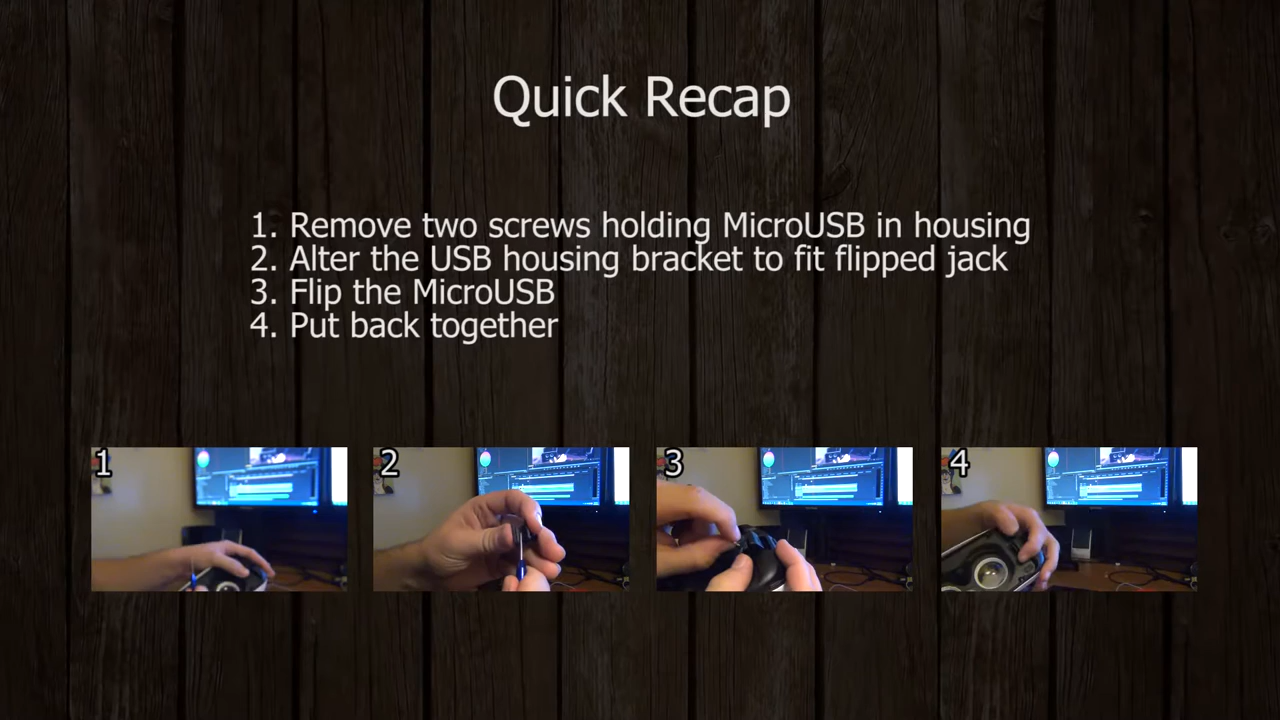 Quick Recap
1. Remove two screws holding MicroUSB in housing
2. Alter the USB housing bracket to fit flipped jack
3. Flip the MicroUSB
4. Put back together
1
2
3
4